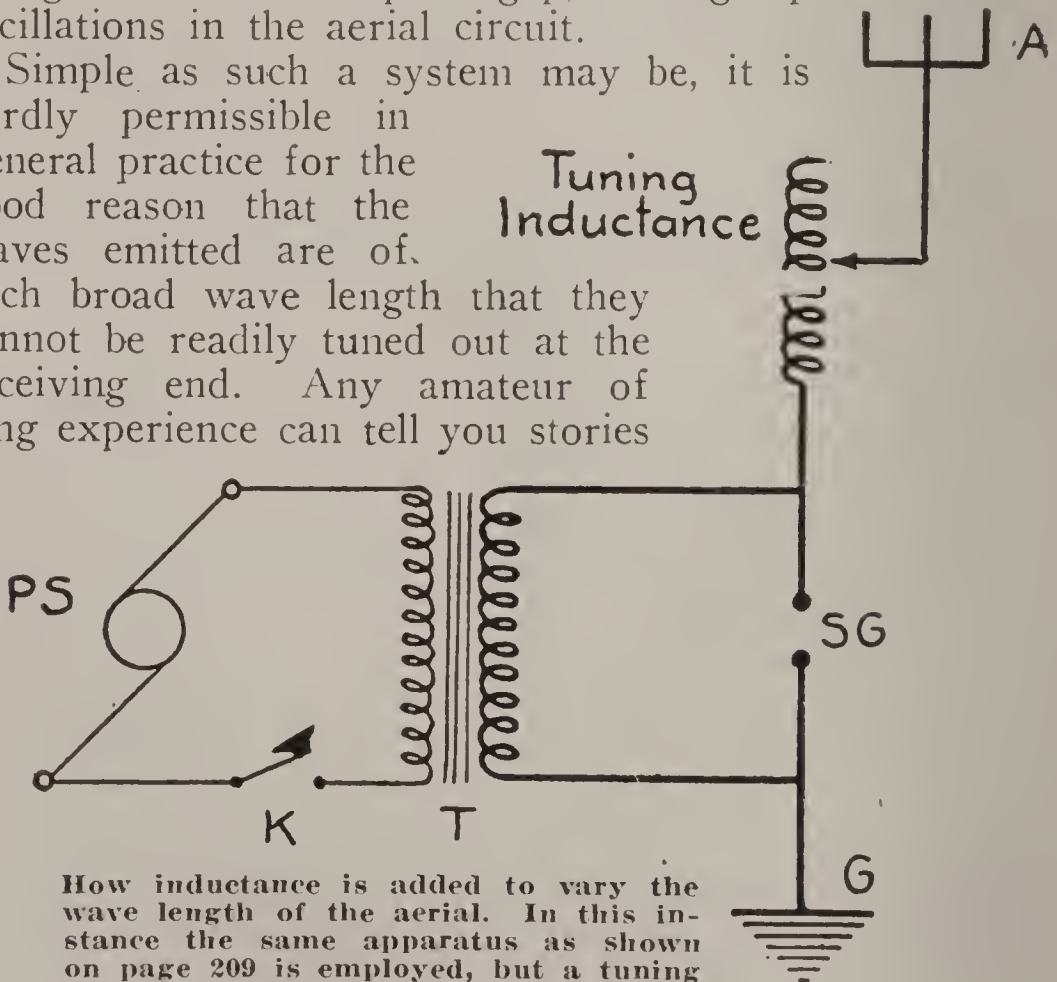 cillations in the aerial circuit.
Simple as such a system may be, it is
rdly permissible in
eneral practice for the
od reason that the
aves emitted are of
ch broad wave length that they
nnot be readily tuned out at the
ceiving end. Any amateur of
ng experience can tell you stories
A
Tuning
Inductance
PS
SG
K
T
G
How inductance is added to vary the
wave length of the aerial. In this in-
stance the same apparatus as shown
on page 209 is employed, but a tuning